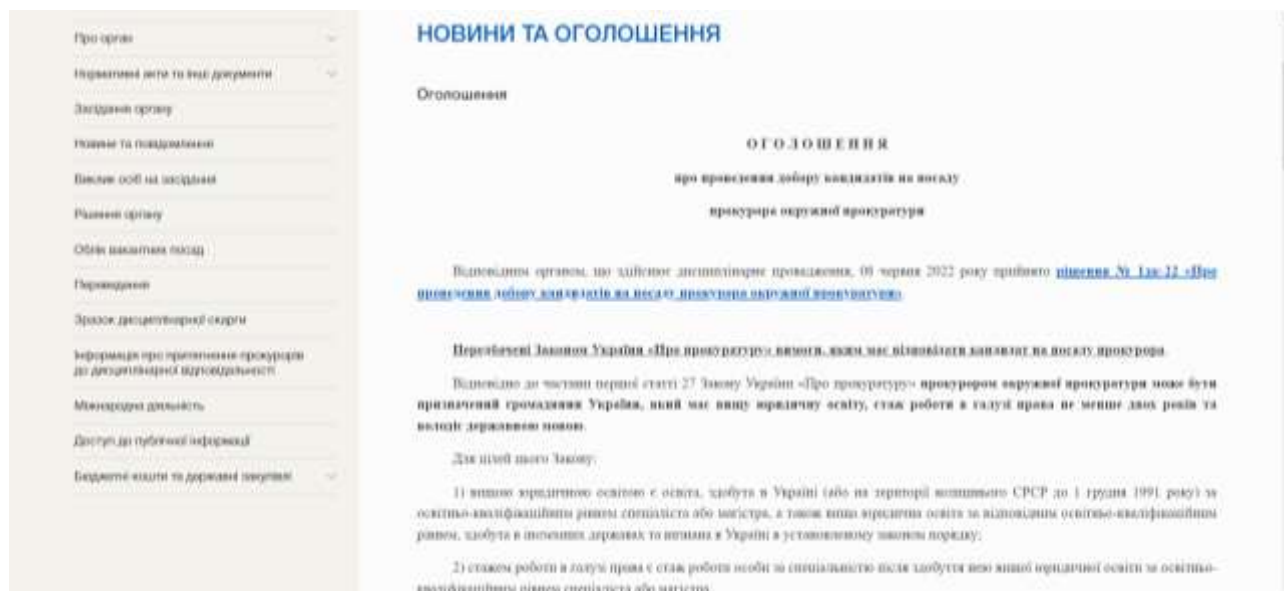 Про орган
Нормативні акти та інші документи
Засідання органу
Новини та повідомлення
Виклик осіб на засідання
Рішення органу
Облік вакантних посад
Переведення
Зразок дисциплінарної скарги
Інформація про притягнення прокурорів
до дисциплінарної відповідальності
Міжнародна діяльність
Доступ до публічної інформації
Бюджетні кошти та державні закупівлі
НОВИНИ ТА ОГОЛОШЕННЯ
Оголошення
О Г О Л О Ш Е Н Н Я
про проведення добору кандидатів на посаду
прокурора окружної прокуратури
Відповідним органом, що здійснює дисциплінарне провадження, червня 2022 року прийнято рішення № «Про
проведення добору кандидатів на посаду прокурора окружної прокуратури»
Передбачені Законом України «Про прокуратуру» вимоги, яким має відповідати кандидат на посаду прокурора
Відповідно до частини першої статті 27 Закону України «Про прокуратуру» прокурором окружної прокуратури може бути
призначений громадянин України, який має вищу юридичну освіту, стаж роботи в галузі права не менше двох років та
володіє державною мовою.
Для цілей цього Закону:
1) вищою юридичною освітою є освіта, здобута в Україні (або на території колишнього СРСР до 1 грудня 1991 року) за
освітньо-кваліфікаційним рівнем спеціаліста або магістра, а також вища юридична освіта за відповідним освітньо-кваліфікаційним
рівнем, здобута в іноземних державах та визнана в Україні в установленому законом порядку;
2) стажем роботи в галузі права є стаж роботи особи за спеціальністю після здобуття нею вищої юридичної освіти за освітньо-
кваліфікаційним рівнем спеціаліста або магістра.